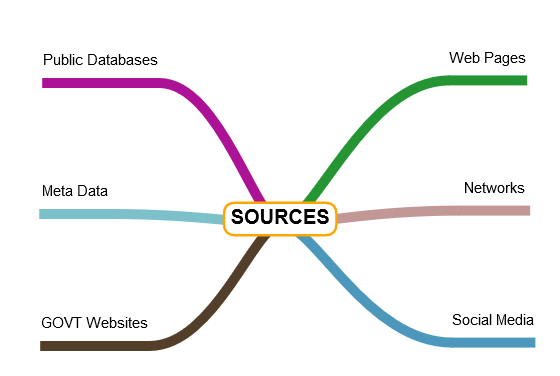 Public Databases
Web Pages
Meta Data
Networks
SOURCES
GOVT Websites
Social Media